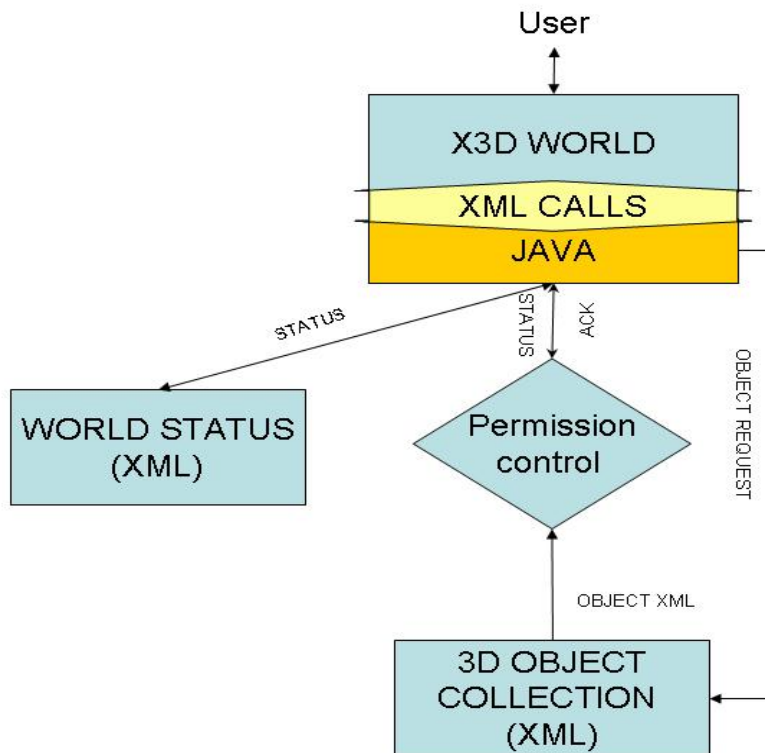 User
X3D WORLD
XML CALLS
JAVA
STATUS
STATUS
ACK
OBJECT REQUEST
WORLD STATUS
(XML)
Permission
control
OBJECT XML
3D OBJECT
COLLECTION
(XML)